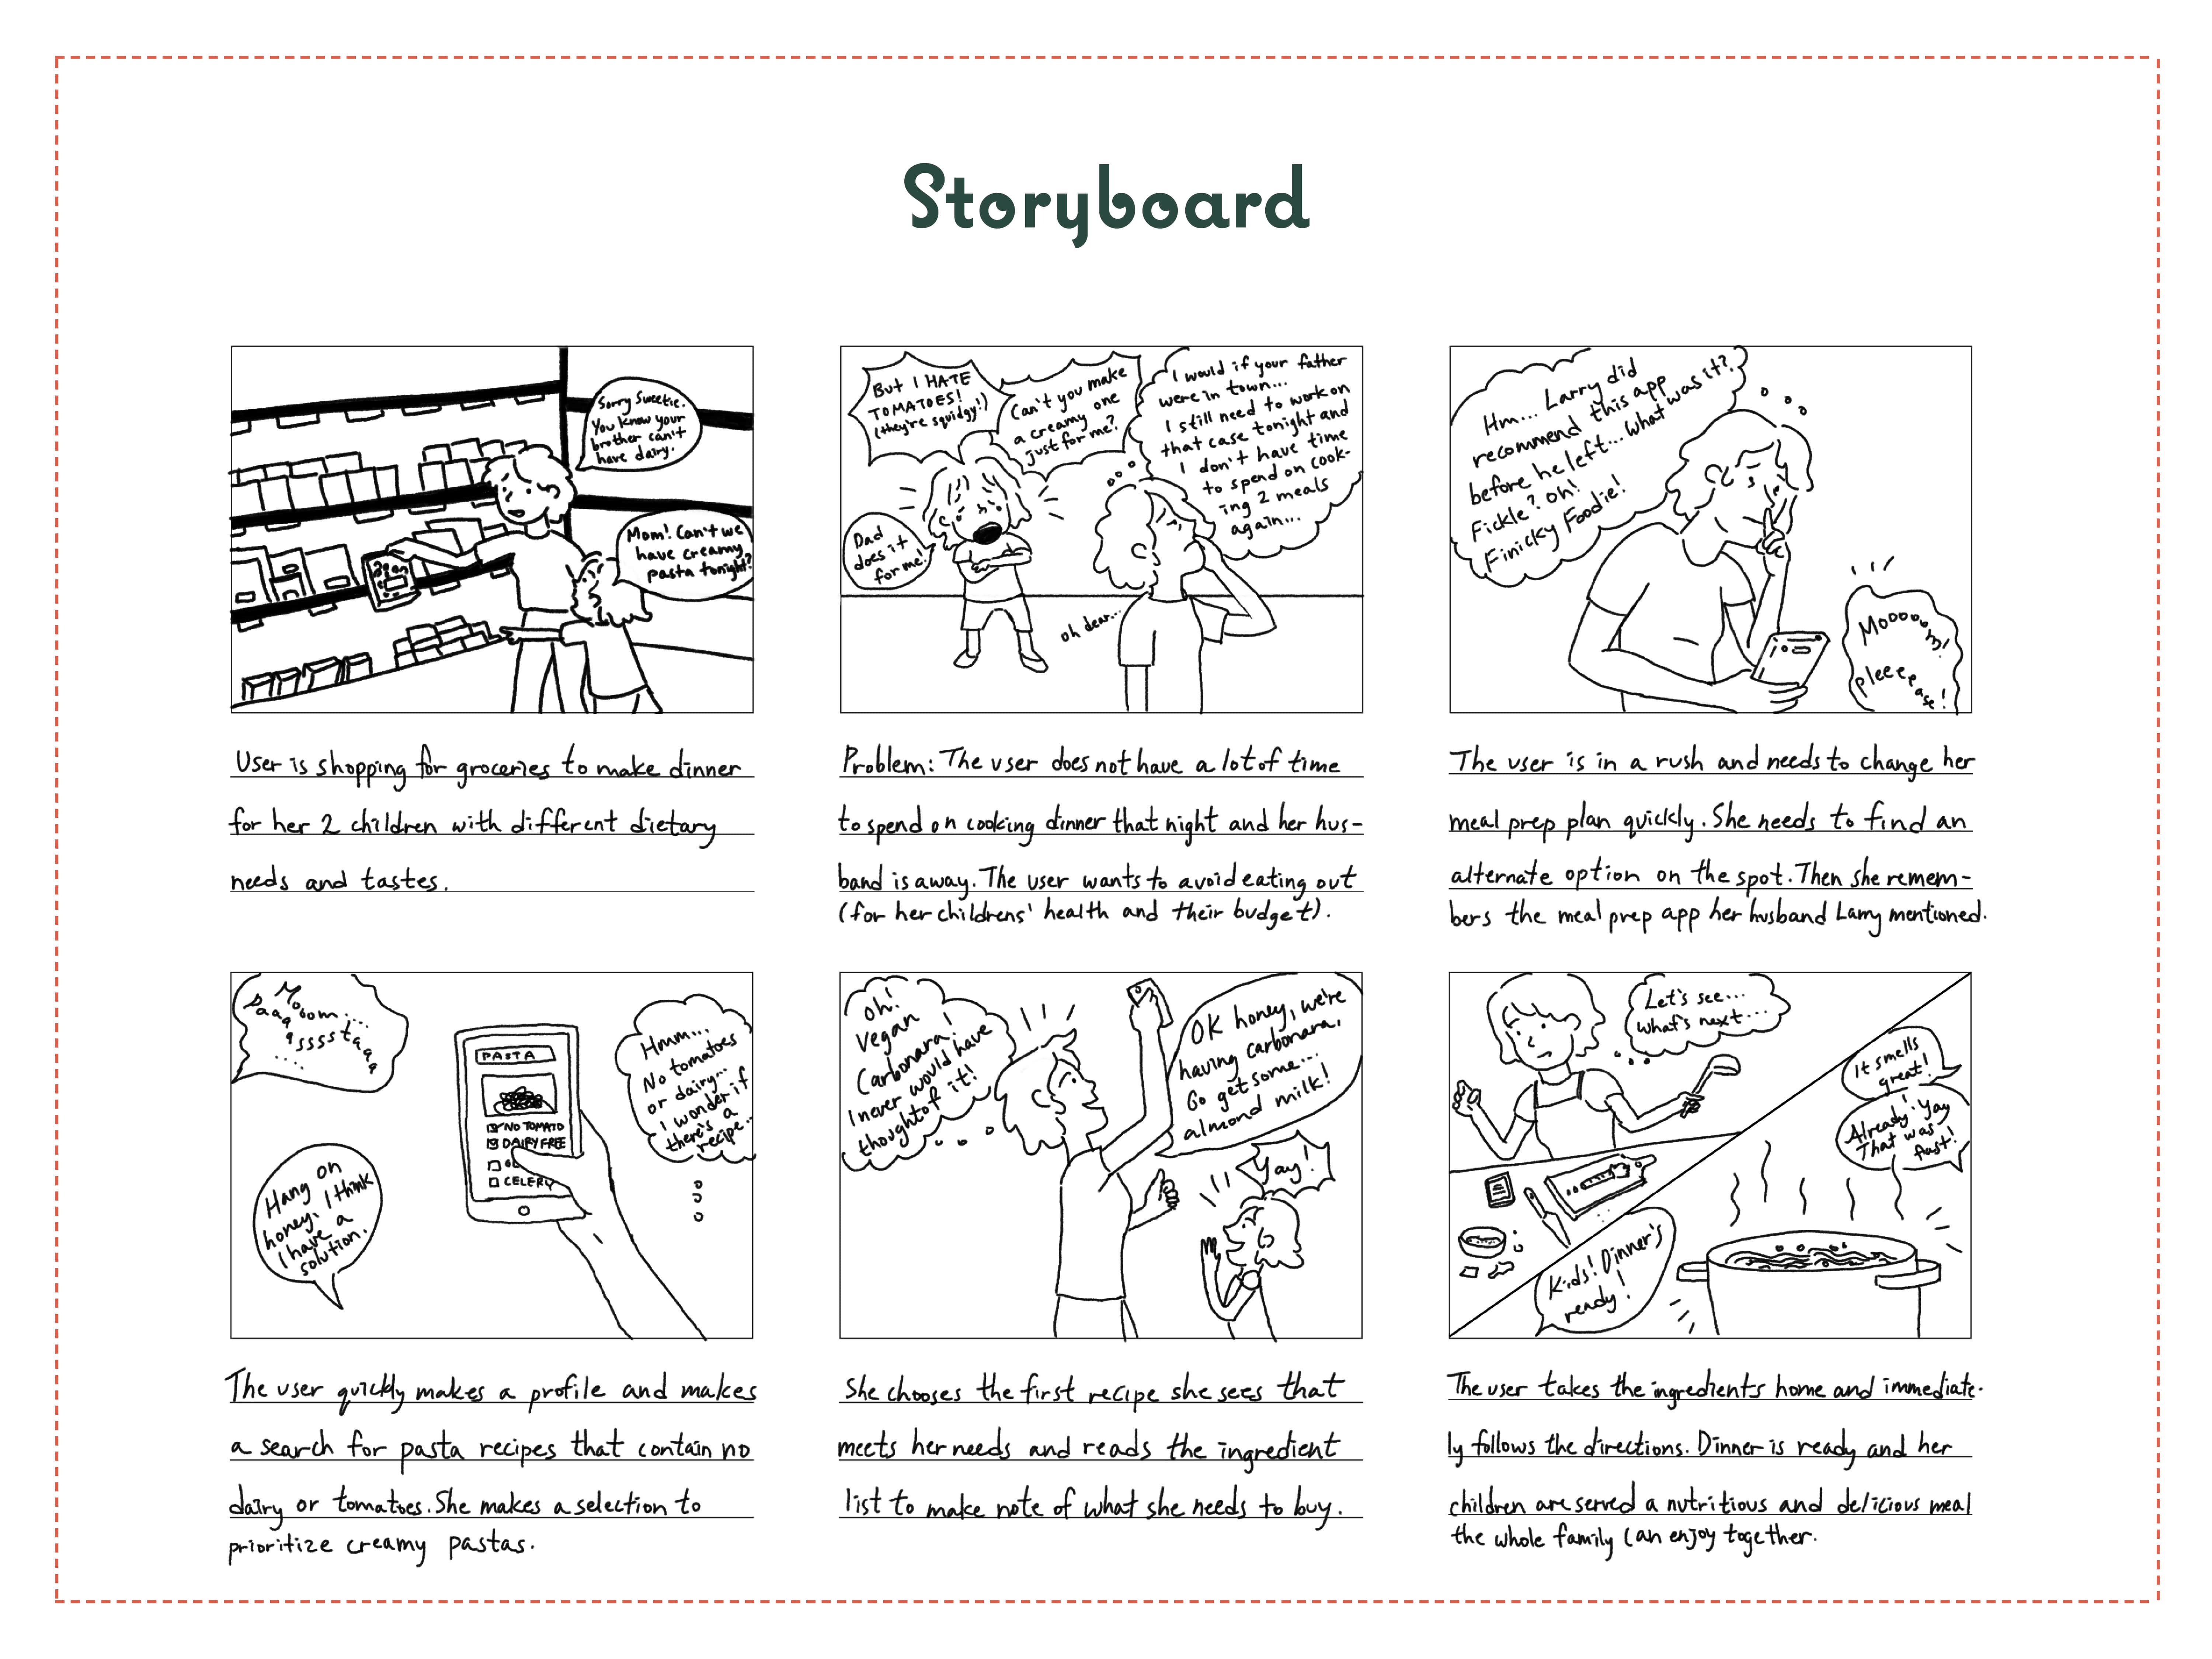 Storyboard
Sorry Sweetie.
You know your
brother can't
have dairy.
Mom! Can't we
have creamy
pasta tonight?
User is shopping for groceries to make dinner
for her 2 children with different dietary
needs and tastes.
But I HATE
TOMATOES!
(they're squidgy!)
Can't you make
a creamy one
just for me?
Dad
does it
for me!
I would if your father
were in town...
I still need to work on
that case tonight and
I don't have time
to spend on cook-
ing 2 meals
again...
oh dear...
Problem: The user does not have a lot of time
to spend on cooking dinner that night and her hus-
band is away. The user wants to avoid eating out
(for her childrens' health and their budget).
Hm... Larry did
recommend this app
before he left... what was it?
Fickle? Oh!
Finicky Foodie!
Mooooom!
pleeease!
The user is in a rush and needs to change her
meal prep plan quickly. She needs to find an
alternate option on the spot. Then she remem-
bers the meal prep app her husband Larry mentioned.
Mooooom....
Paaaasssstaaa
....
Hang on
honey. I think
I have a
solution.
PASTA
NO TOMATO
DAIRY FREE
CELERY
Hmm...
No tomatoes
or dairy...
I wonder if
there's a
recipe...
The user quickly makes a profile and makes
a search for pasta recipes that contain no
dairy or tomatoes. She makes a selection to
prioritize creamy pastas.
Oh!
Vegan
Carbonara!
I never would have
thought of it!
OK honey, we're
having carbonara.
Go get some...
almond milk!
Yay!
She chooses the first recipe she sees that
meets her needs and reads the ingredient
list to make note of what she needs to buy.
Let's see...
what's next...
It smells
great!
Already! Yay
That was
fast!
Kids! Dinner's
ready!
The user takes the ingredients home and immediate-
ly follows the directions. Dinner is ready and her
children are served a nutritious and delicious meal
the whole family can enjoy together.